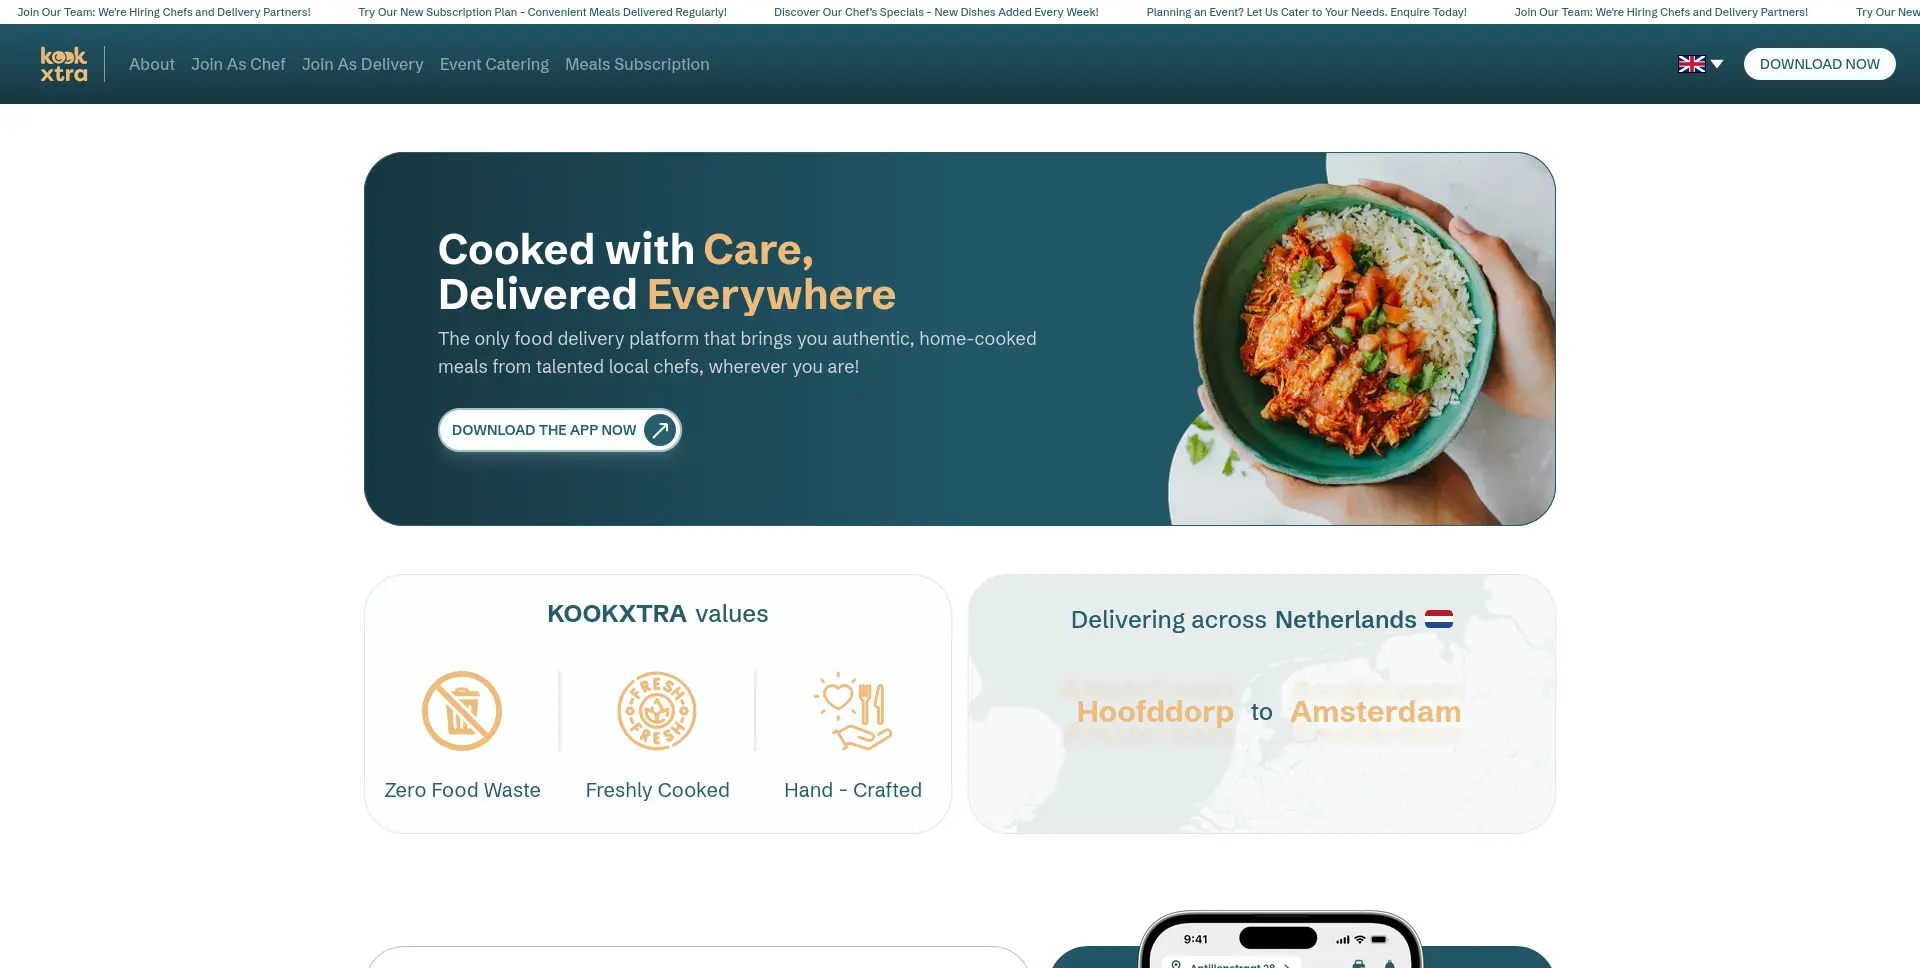 Join Our Team: We're Hiring Chefs and Delivery Partners! Try Our New Subscription Plan - Convenient Meals Delivered Regularly! Discover Our Chef's Specials - New Dishes Added Every Week! Planning an Event? Let Us Cater to Your Needs. Enquire Today! Join Our Team: We're Hiring Chefs and Delivery Partners! Try Our New
kook
xtra
About Join As Chef Join As Delivery Event Catering Meals Subscription
DOWNLOAD NOW
Cooked with Care,
Delivered Everywhere
The only food delivery platform that brings you authentic, home-cooked
meals from talented local chefs, wherever you are!
DOWNLOAD THE APP NOW
KOOKXTRA values
FRESH
FRESH
Zero Food Waste
Freshly Cooked
Hand - Crafted
Delivering across Netherlands
Hoofddorp to Amsterdam
9:41